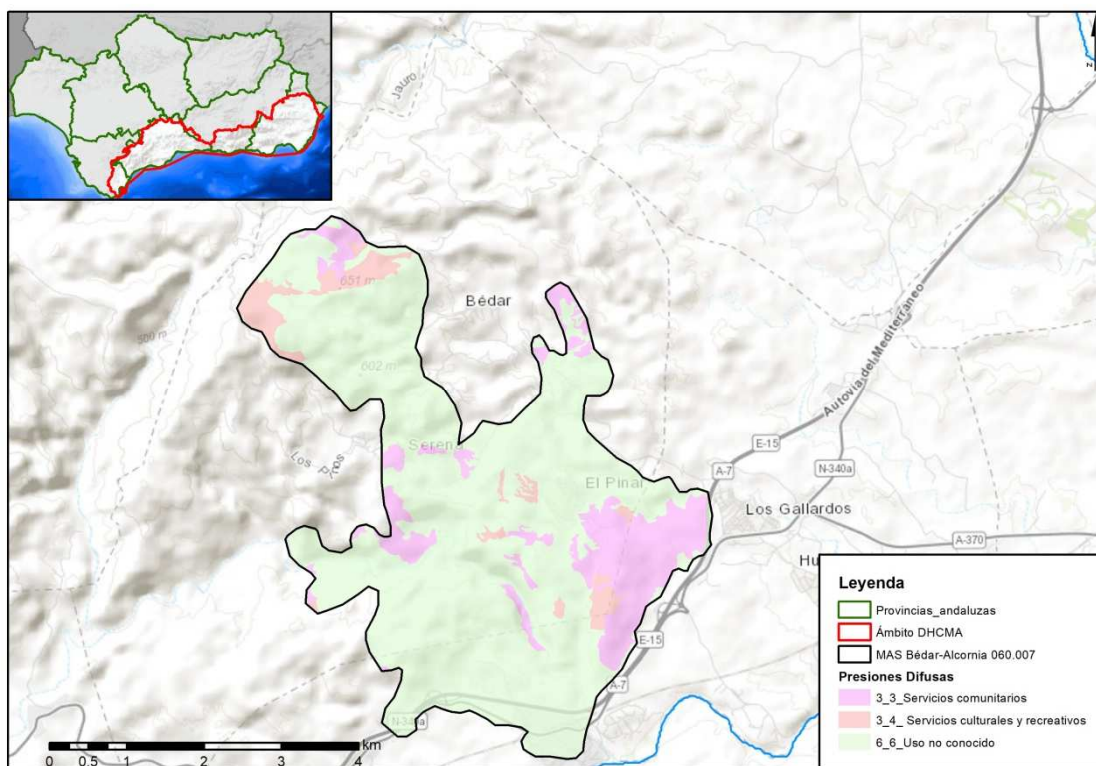 N
Jauro
651 m
Bédar
500 m
602 m
Autovía del Mediterráneo
Serena
Los Pinos
El Pinar
E-15
A-7
N-340a
Los Gallardos
A-370
Hu
E-15
A-7
N-340a
0 0.5 1 2 3 4
km
Leyenda
Provincias_andaluzas
Ámbito DHCMA
MAS Bédar-Alcornia 060.007
Presiones Difusas
3_3_Servicios comunitarios
3_4_ Servicios culturales y recreativos
6_6_Uso no conocido